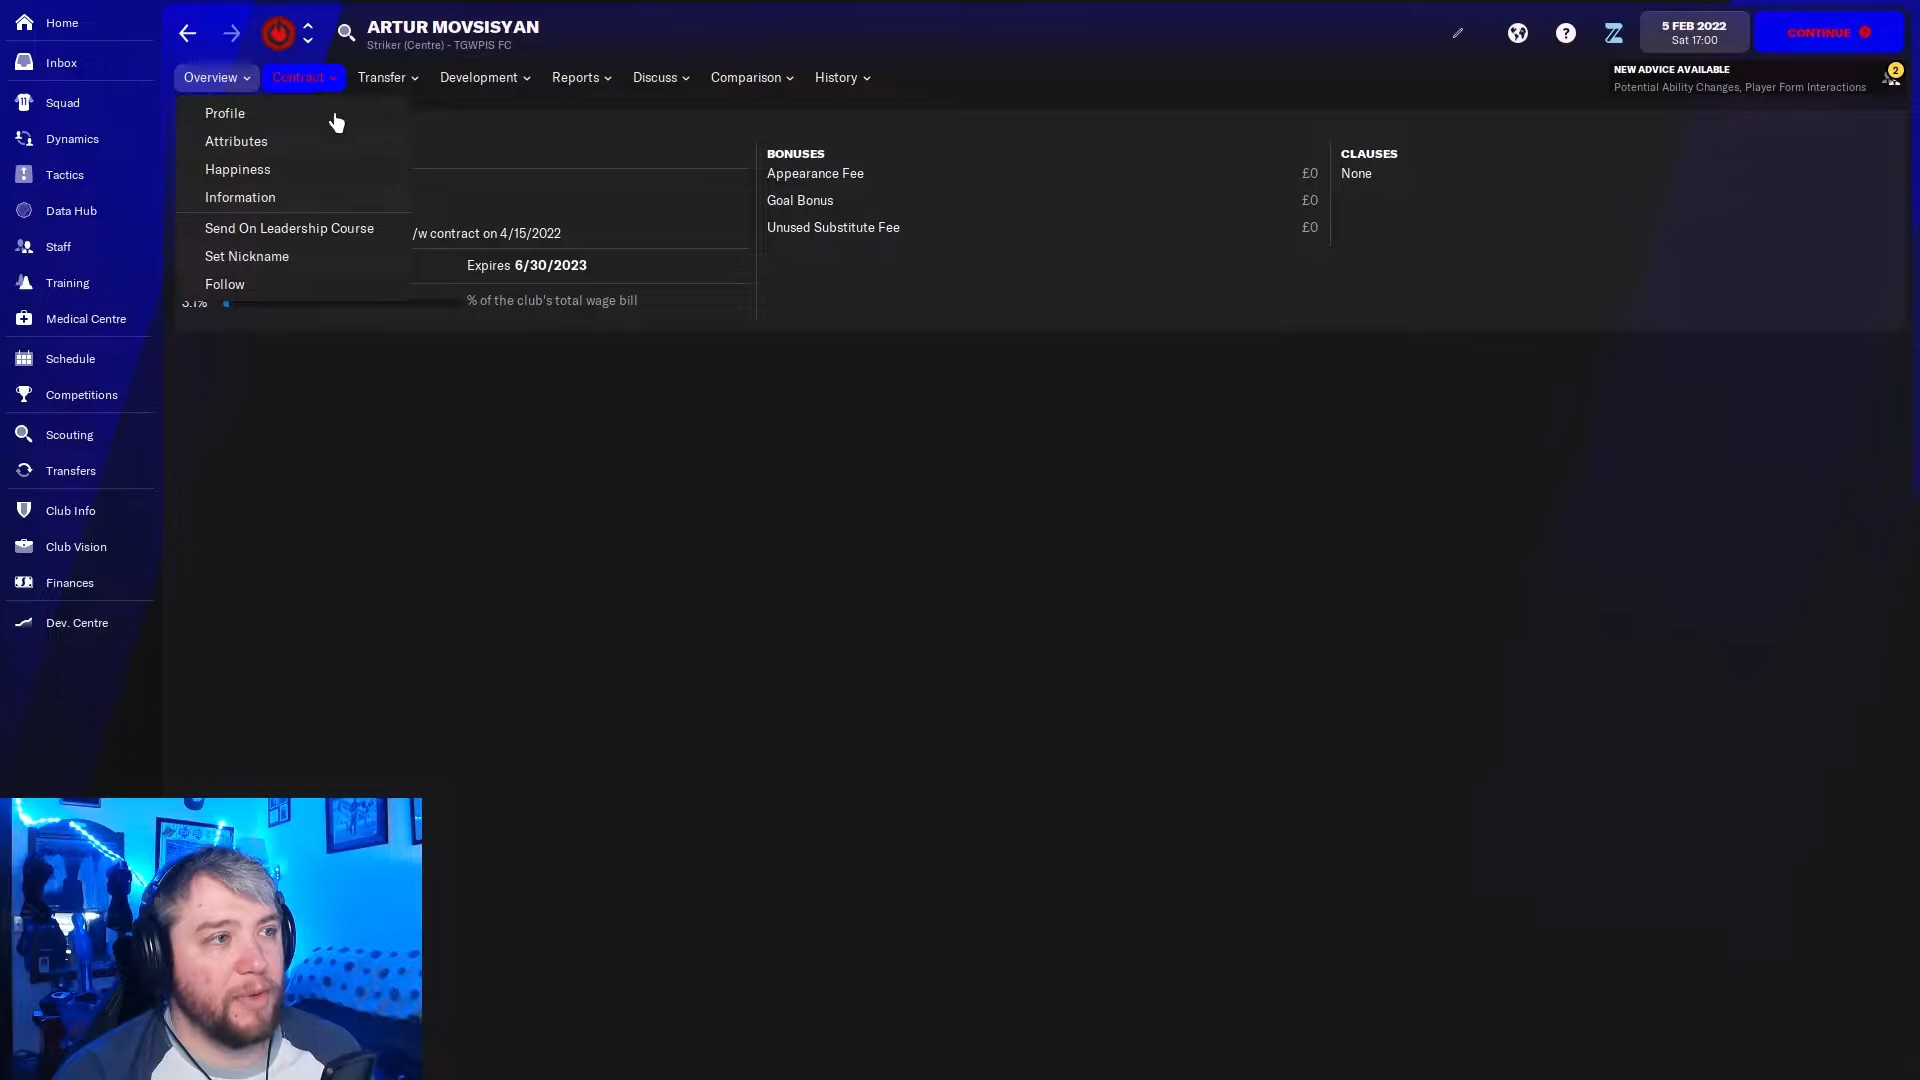 Home
Inbox
Squad
Dynamics
Tactics
Data Hub
Staff
Training
Medical Centre
Schedule
Competitions
Scouting
Transfers
Club Info
Club Vision
Finances
Dev. Centre
ARTUR MOVSISYAN
Striker (Centre) - TGWPIS FC
5 FEB 2022
Sat 17:00
CONTINUE
Overview
Contract
Transfer
Development
Reports
Discuss
Comparison
History
NEW ADVICE AVAILABLE
Potential Ability Changes, Player Form Interactions
2
Profile
Attributes
Happiness
Information
Send On Leadership Course
Set Nickname
Follow
/w contract on 4/15/2022
Expires 6/30/2023
3.1%
% of the club's total wage bill
BONUSES
Appearance Fee £0
Goal Bonus £0
Unused Substitute Fee £0
CLAUSES
None